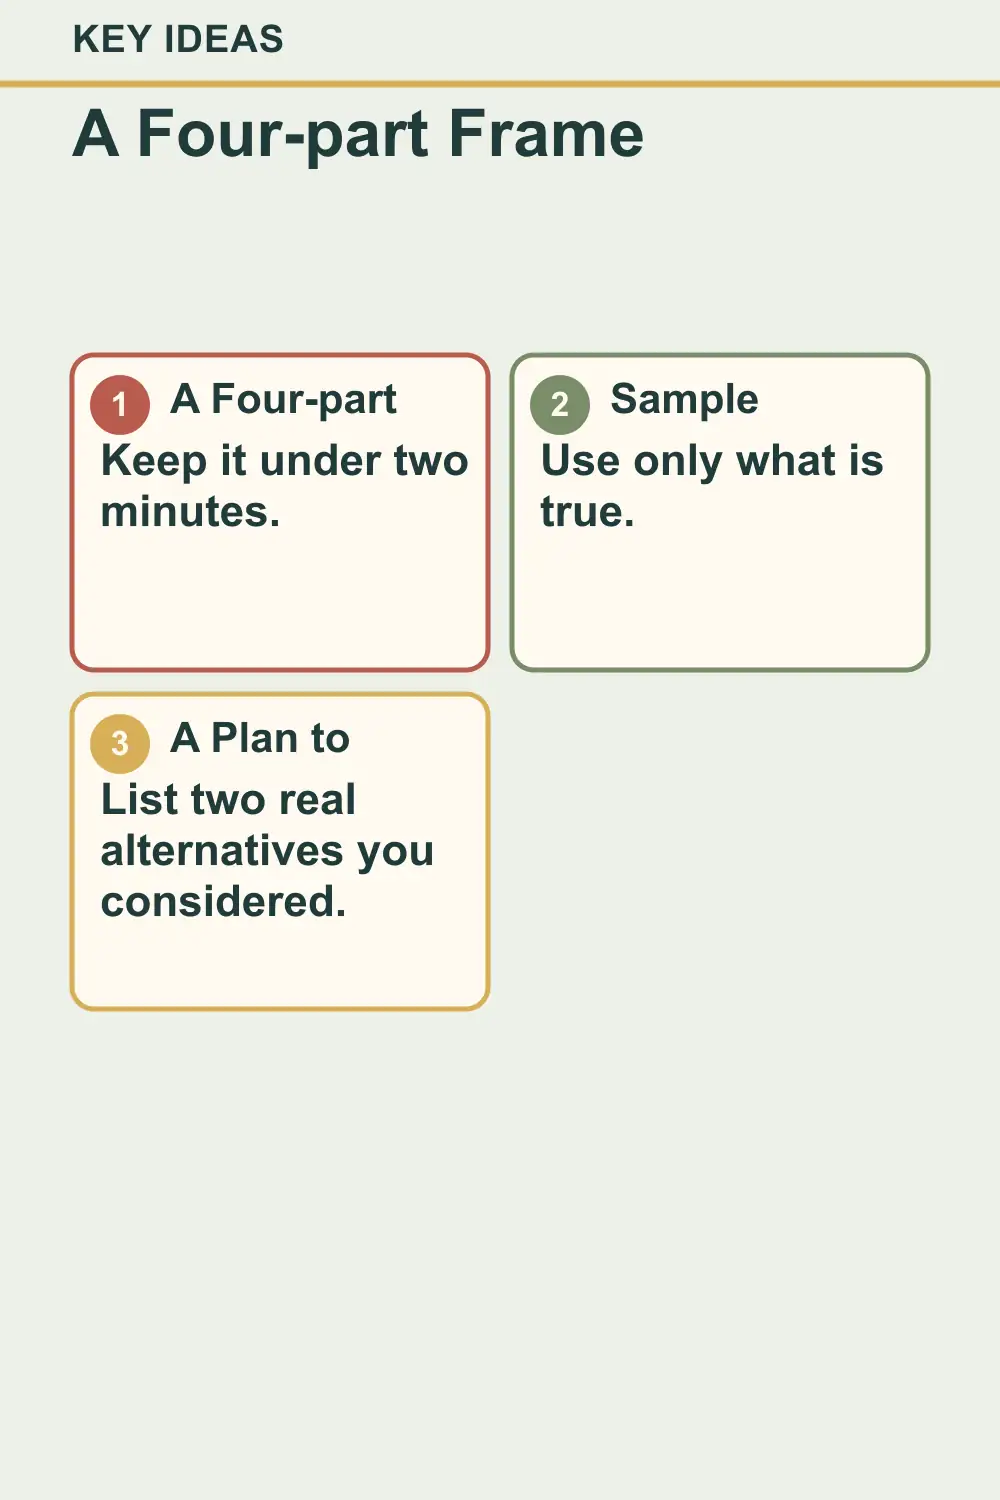 KEY IDEAS
A Four-part Frame
1 A Four-part
Keep it under two
minutes.
2 Sample
Use only what is
true.
3 A Plan to
List two real
alternatives you
considered.